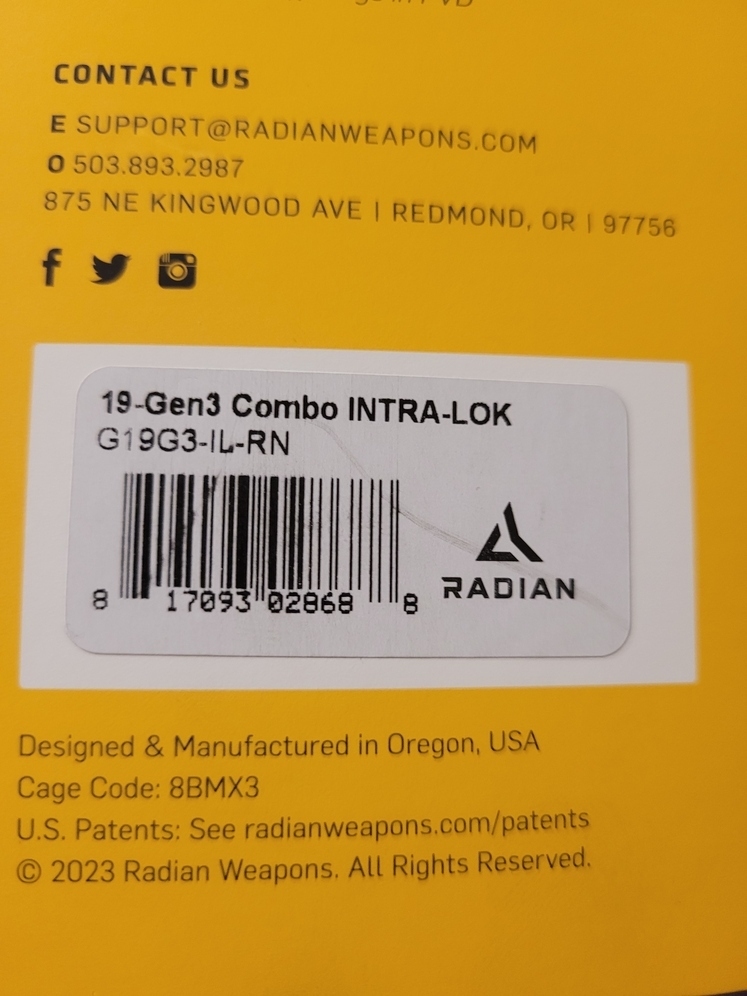 CONTACT US
E SUPPORT@RADIANWEAPONS.COM
O 503.893.2987
875 NE KINGWOOD AVE | REDMOND, OR | 97756
19-Gen3 Combo INTRA-LOK
G19G3-IL-RN
8 17093 02868 8
RADIAN
Designed & Manufactured in Oregon, USA
Cage Code: 8BMX3
U.S. Patents: See radianweapons.com/patents
© 2023 Radian Weapons. All Rights Reserved.